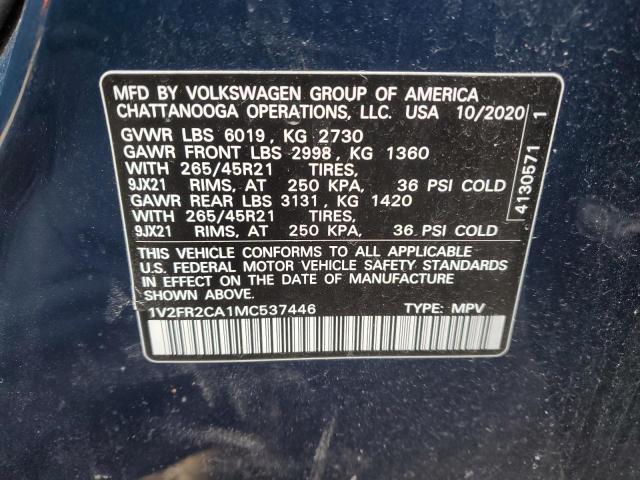 MFD BY VOLKSWAGEN GROUP OF AMERICA
CHATTANOOGA OPERATIONS, LLC. USA 10/2020
GVWR LBS 6019, KG 2730
GAWR FRONT LBS 2998, KG 1360
WITH 265/45R21 TIRES,
9JX21 RIMS, AT 250 KPA, 36 PSI COLD
GAWR REAR LBS 3131, KG 1420
WITH 265/45R21 TIRES,
9JX21 RIMS, AT 250 KPA, 36 PSI COLD
THIS VEHICLE CONFORMS TO ALL APPLICABLE
U.S. FEDERAL MOTOR VEHICLE SAFETY STANDARDS
IN EFFECT ON THE DATE OF MANUFACTURE
SHOWN ABOVE.
1V2FR2CA1MC537446 TYPE: MPV
4130571 1